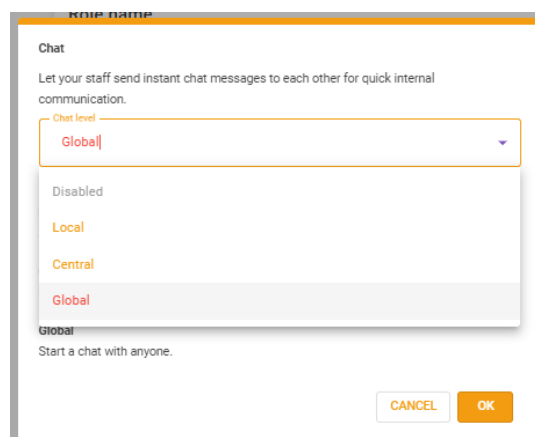 Role name
Chat
Let your staff send instant chat messages to each other for quick internal
communication.
Chat level
Global
Disabled
Local
Central
Global
Global
Start a chat with anyone.
CANCEL
OK